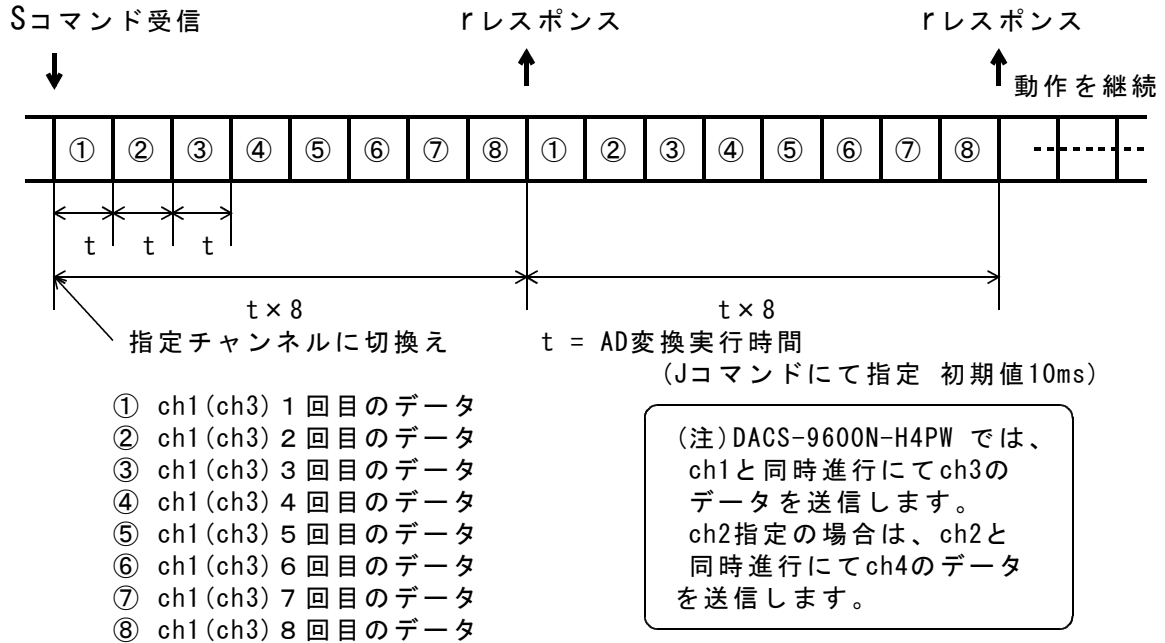 Sコマンド受信 rレスポンス rレスポンス
動作を継続
① ② ③ ④ ⑤ ⑥ ⑦ ⑧ ① ② ③ ④ ⑤ ⑥ ⑦ ⑧
t t t
t×8 t×8
指定チャンネルに切換え
t = AD変換実行時間
(Jコマンドにて指定 初期値10ms)
① ch1(ch3)1回目のデータ
② ch1(ch3)2回目のデータ
③ ch1(ch3)3回目のデータ
④ ch1(ch3)4回目のデータ
⑤ ch1(ch3)5回目のデータ
⑥ ch1(ch3)6回目のデータ
⑦ ch1(ch3)7回目のデータ
⑧ ch1(ch3)8回目のデータ
(注)DACS-9600N-H4PW では、
ch1と同時進行にてch3の
データを送信します。
ch2指定の場合は、ch2と
同時進行にてch4のデータ
を送信します。